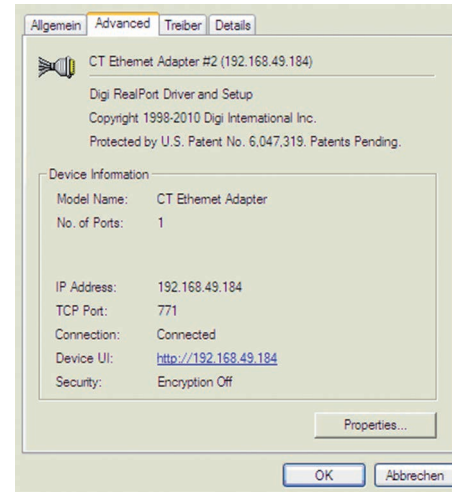 Allgemein Advanced Treiber Details
CT Ethernet Adapter #2 (192.168.49.184)
Digi RealPort Driver and Setup
Copyright 1998-2010 Digi International Inc.
Protected by U.S. Patent No. 6,047,319. Patents Pending.
Device Information
Model Name: CT Ethernet Adapter
No. of Ports: 1
IP Address: 192.168.49.184
TCP Port: 771
Connection: Connected
Device UI: http://192.168.49.184
Security: Encryption Off
Properties...
OK Abbrechen